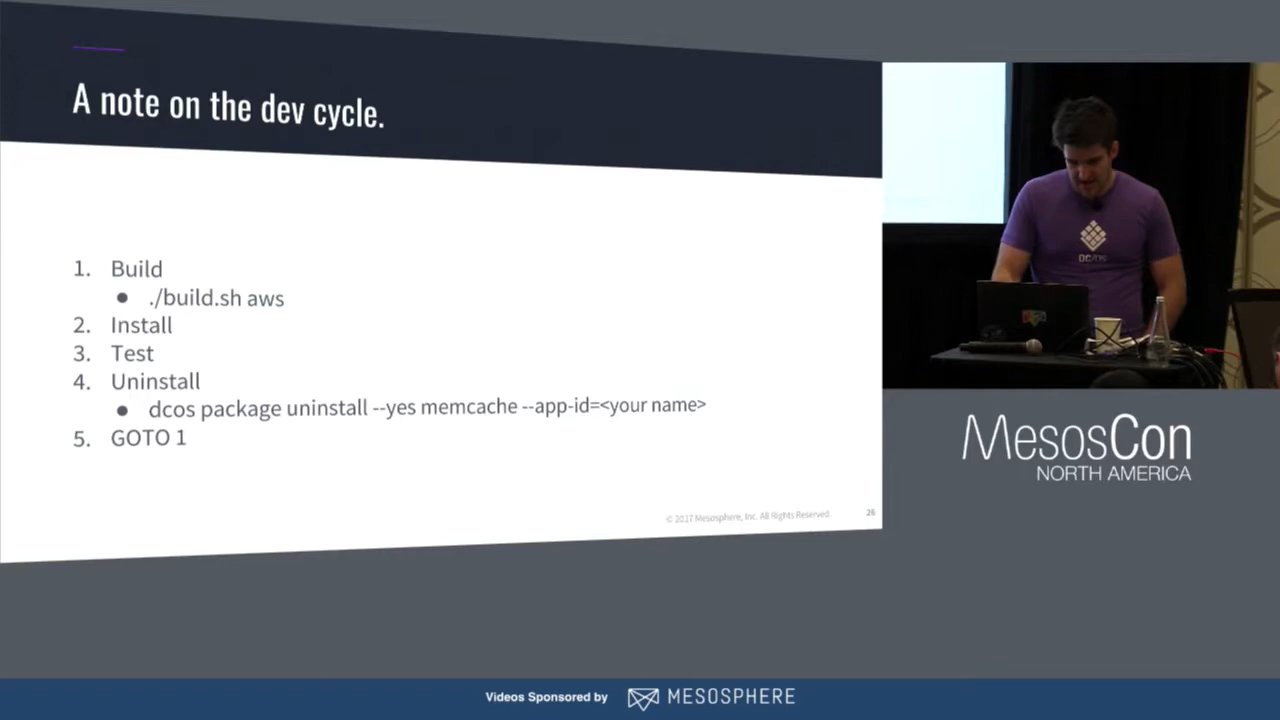 A note on the dev cycle.
1. Build
● ./build.sh aws
2. Install
3. Test
4. Uninstall
● dcos package uninstall --yes memcache --app-id=<your name>
5. GOTO 1
© 2017 Mesosphere, Inc. All Rights Reserved.
26
MesosCon
NORTH AMERICA
Videos Sponsored by
MESOSPHERE